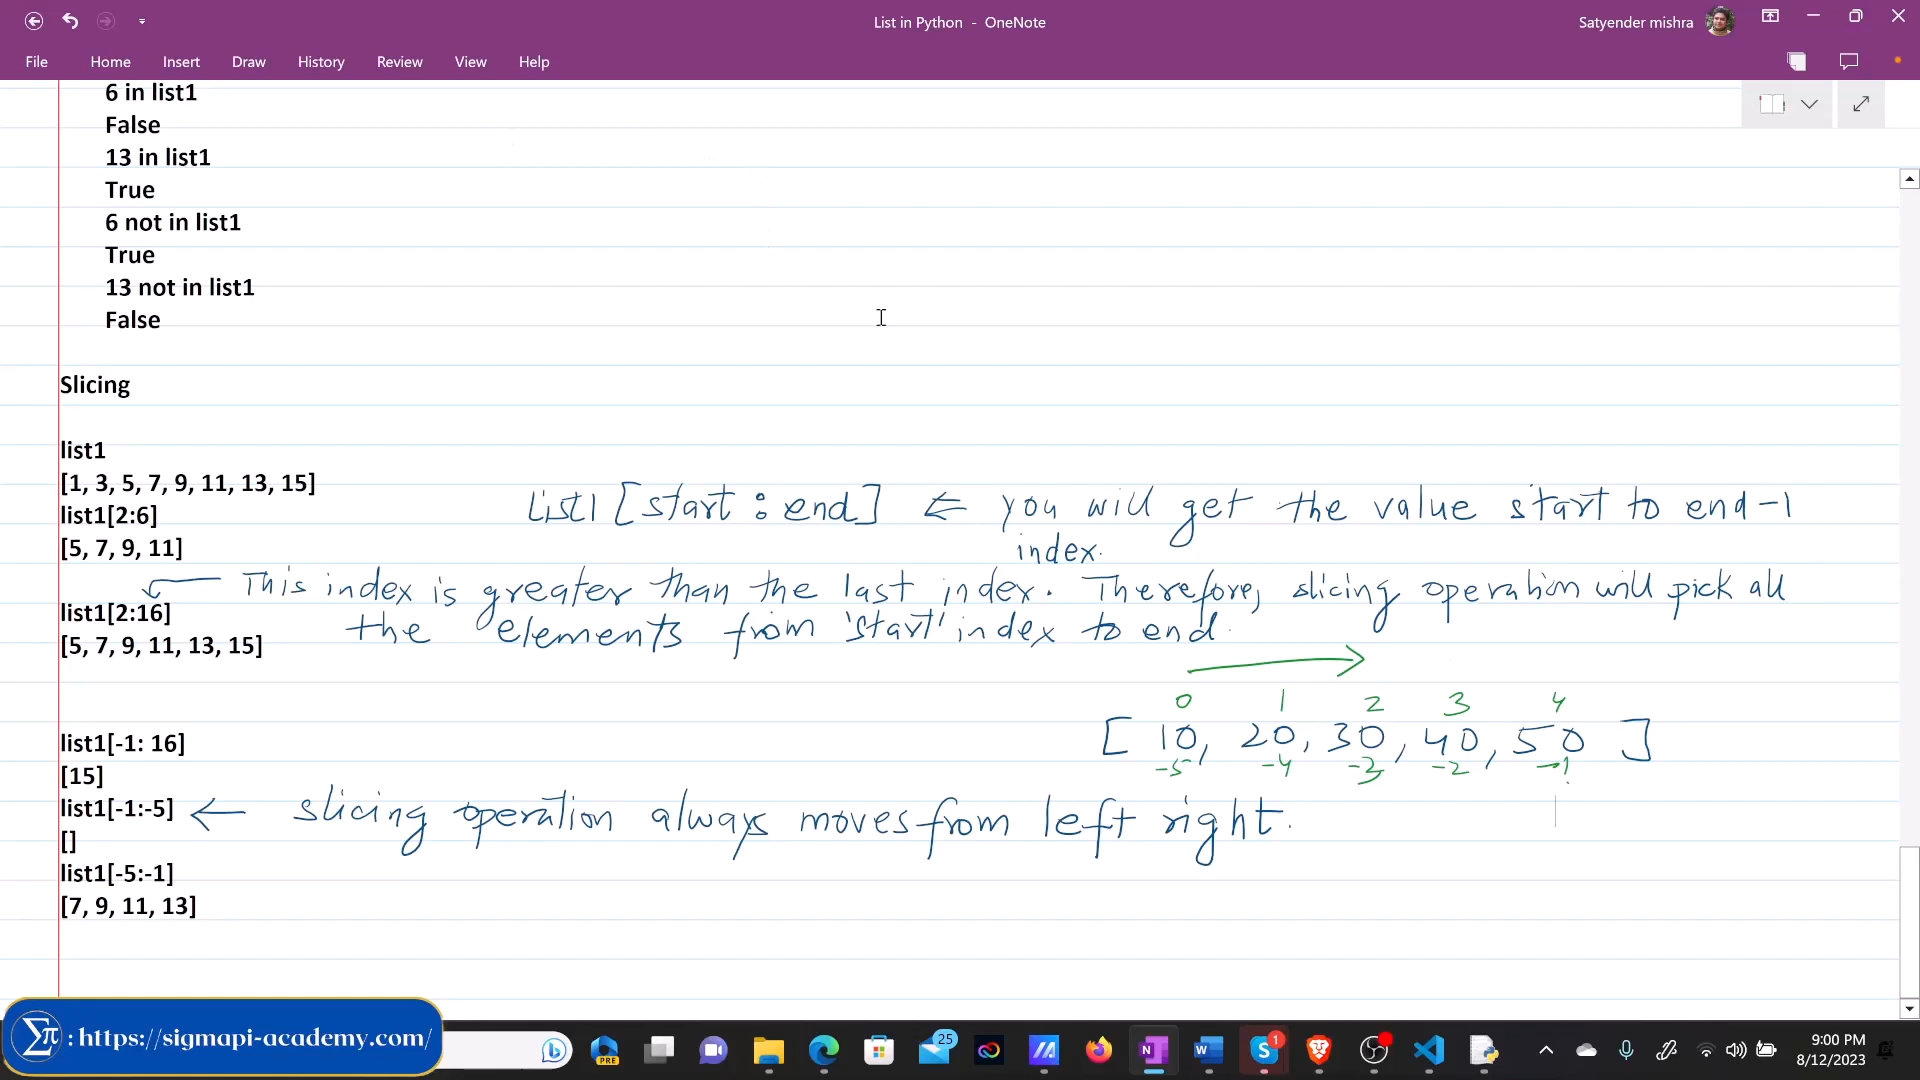 List in Python - OneNote
Satyender mishra
File Home Insert Draw History Review View Help
6 in list1
False
13 in list1
True
6 not in list1
True
13 not in list1
False
Slicing
list1
[1, 3, 5, 7, 9, 11, 13, 15]
List1 [start : end] ← you will get the value start to end-1
index.
list1[2:6]
[5, 7, 9, 11]
This index is greater than the last index. Therefore, slicing operation will pick all
the elements from 'start' index to end.
list1[2:16]
[5, 7, 9, 11, 13, 15]
0 1 2 3 4
[ 10, 20, 30, 40, 50 ]
-5 -4 -3 -2 -1
list1[-1: 16]
[15]
list1[-1:-5] ← slicing operation always moves from left right.
[]
list1[-5:-1]
[7, 9, 11, 13]
Σπ : https://sigmapi-academy.com/
PRE
25
N
W
S
1
9:00 PM
8/12/2023